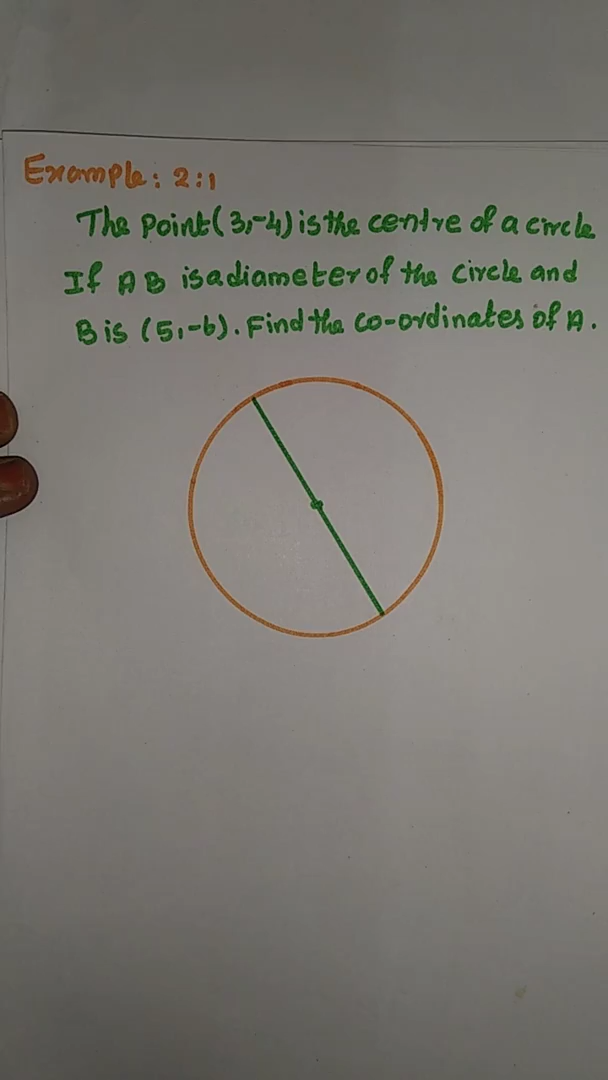 Example: 2:1
The Point (3,-4) is the centre of a circle
If AB is a diameter of the circle and
B is (5,-6). Find the co-ordinates of A.